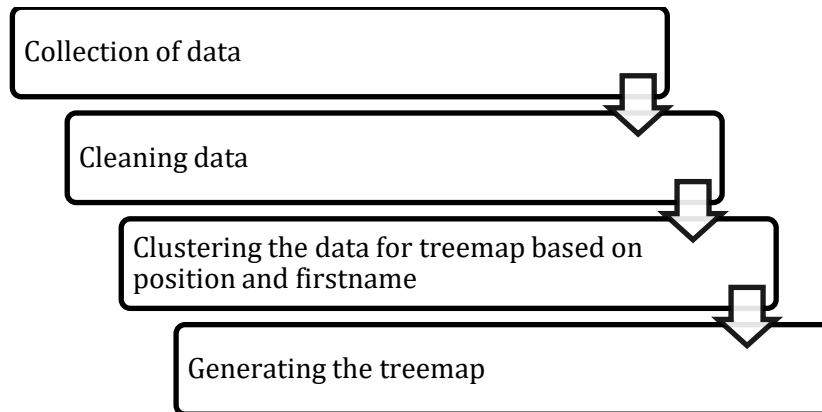 Collection of data
Cleaning data
Clustering the data for treemap based on
position and firstname
Generating the treemap